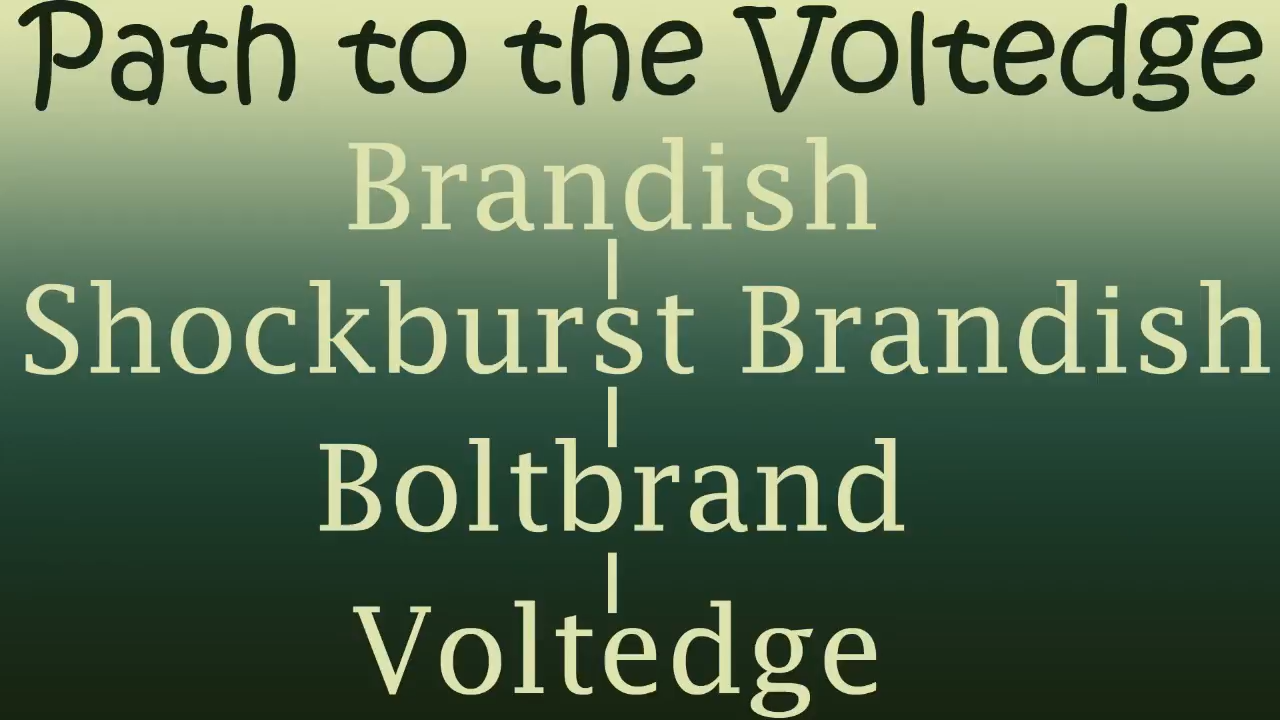 Path to the Voltedge
Brandish
Shockburst Brandish
Boltbrand
Voltedge